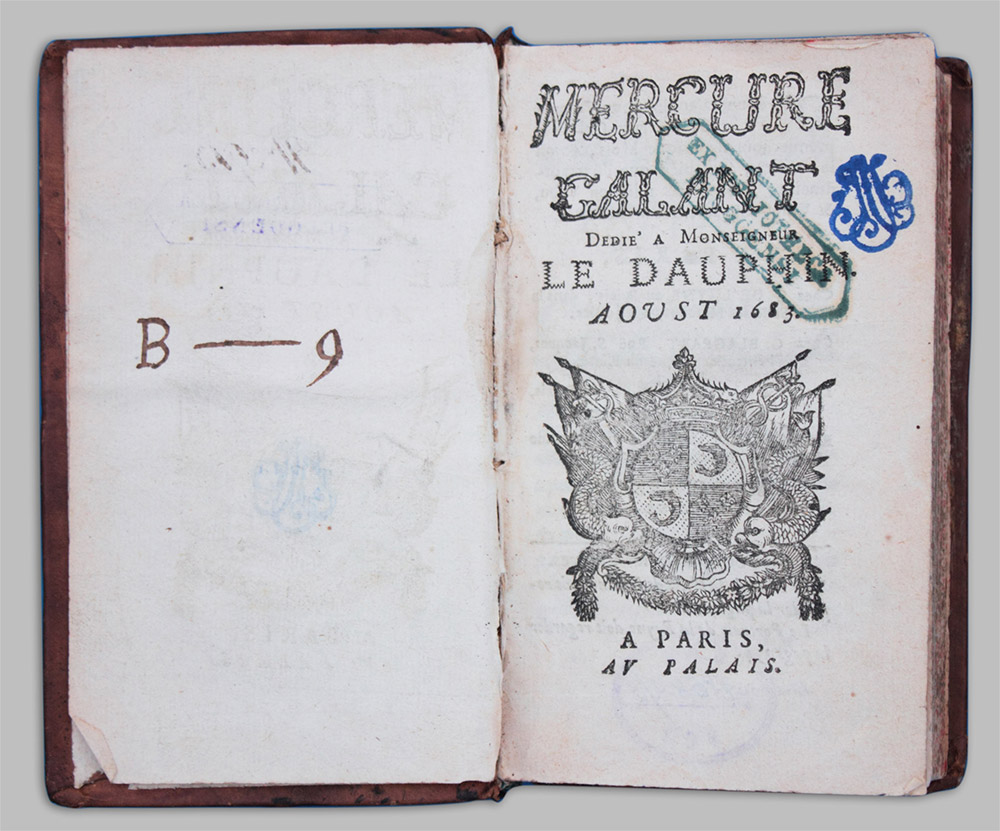 B — 9
MERCURE
GALANT
DEDIE' A MONSEIGNEUR
LE DAUPHIN.
AOUST 1683.
A PARIS,
AV PALAIS.